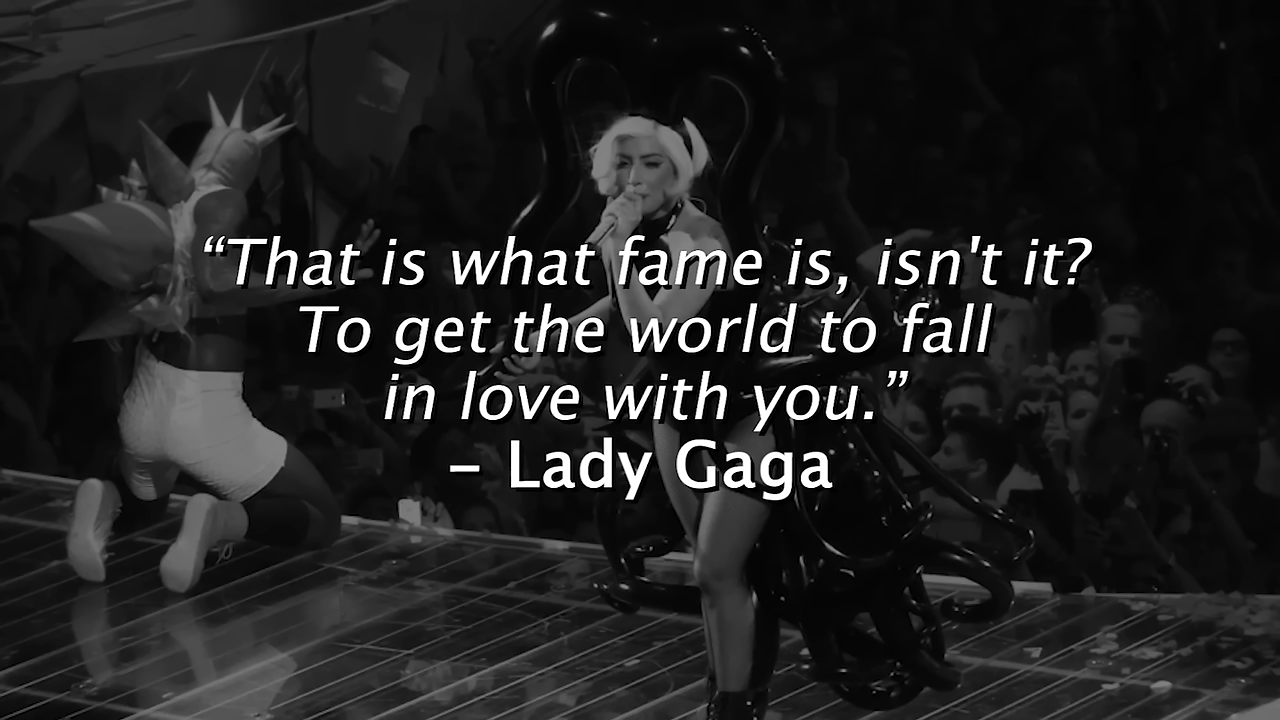 “That is what fame is, isn't it?
To get the world to fall
in love with you.”
– Lady Gaga